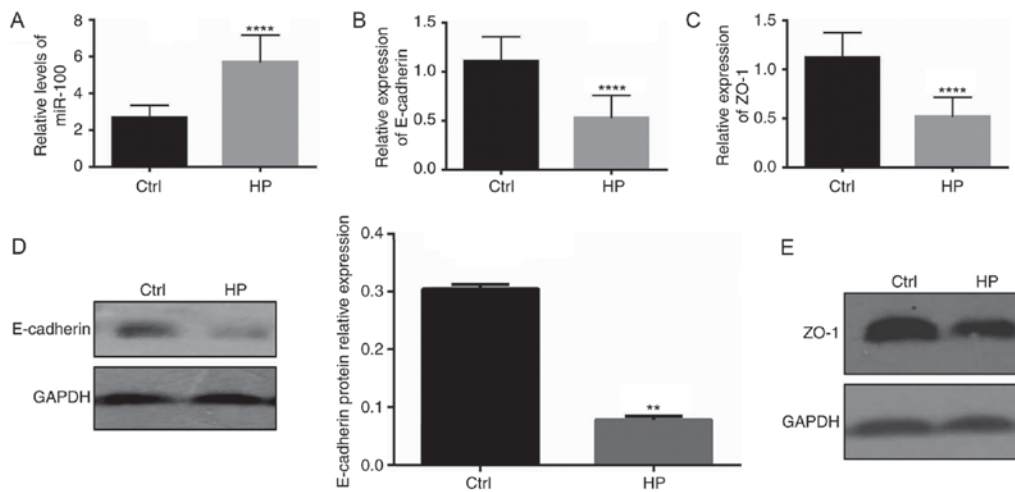 A
Relative levels of
miR-100
8
6
4
2
0
****
Ctrl
HP
B
Relative expression
of E-cadherin
1.5
1.0
0.5
0.0
****
Ctrl
HP
C
Relative expression
of ZO-1
1.5
1.0
0.5
0.0
****
Ctrl
HP
D
Ctrl
HP
E-cadherin
GAPDH
E-cadherin protein relative expression
0.4
0.3
0.2
0.1
0.0
**
Ctrl
HP
E
Ctrl
HP
ZO-1
GAPDH